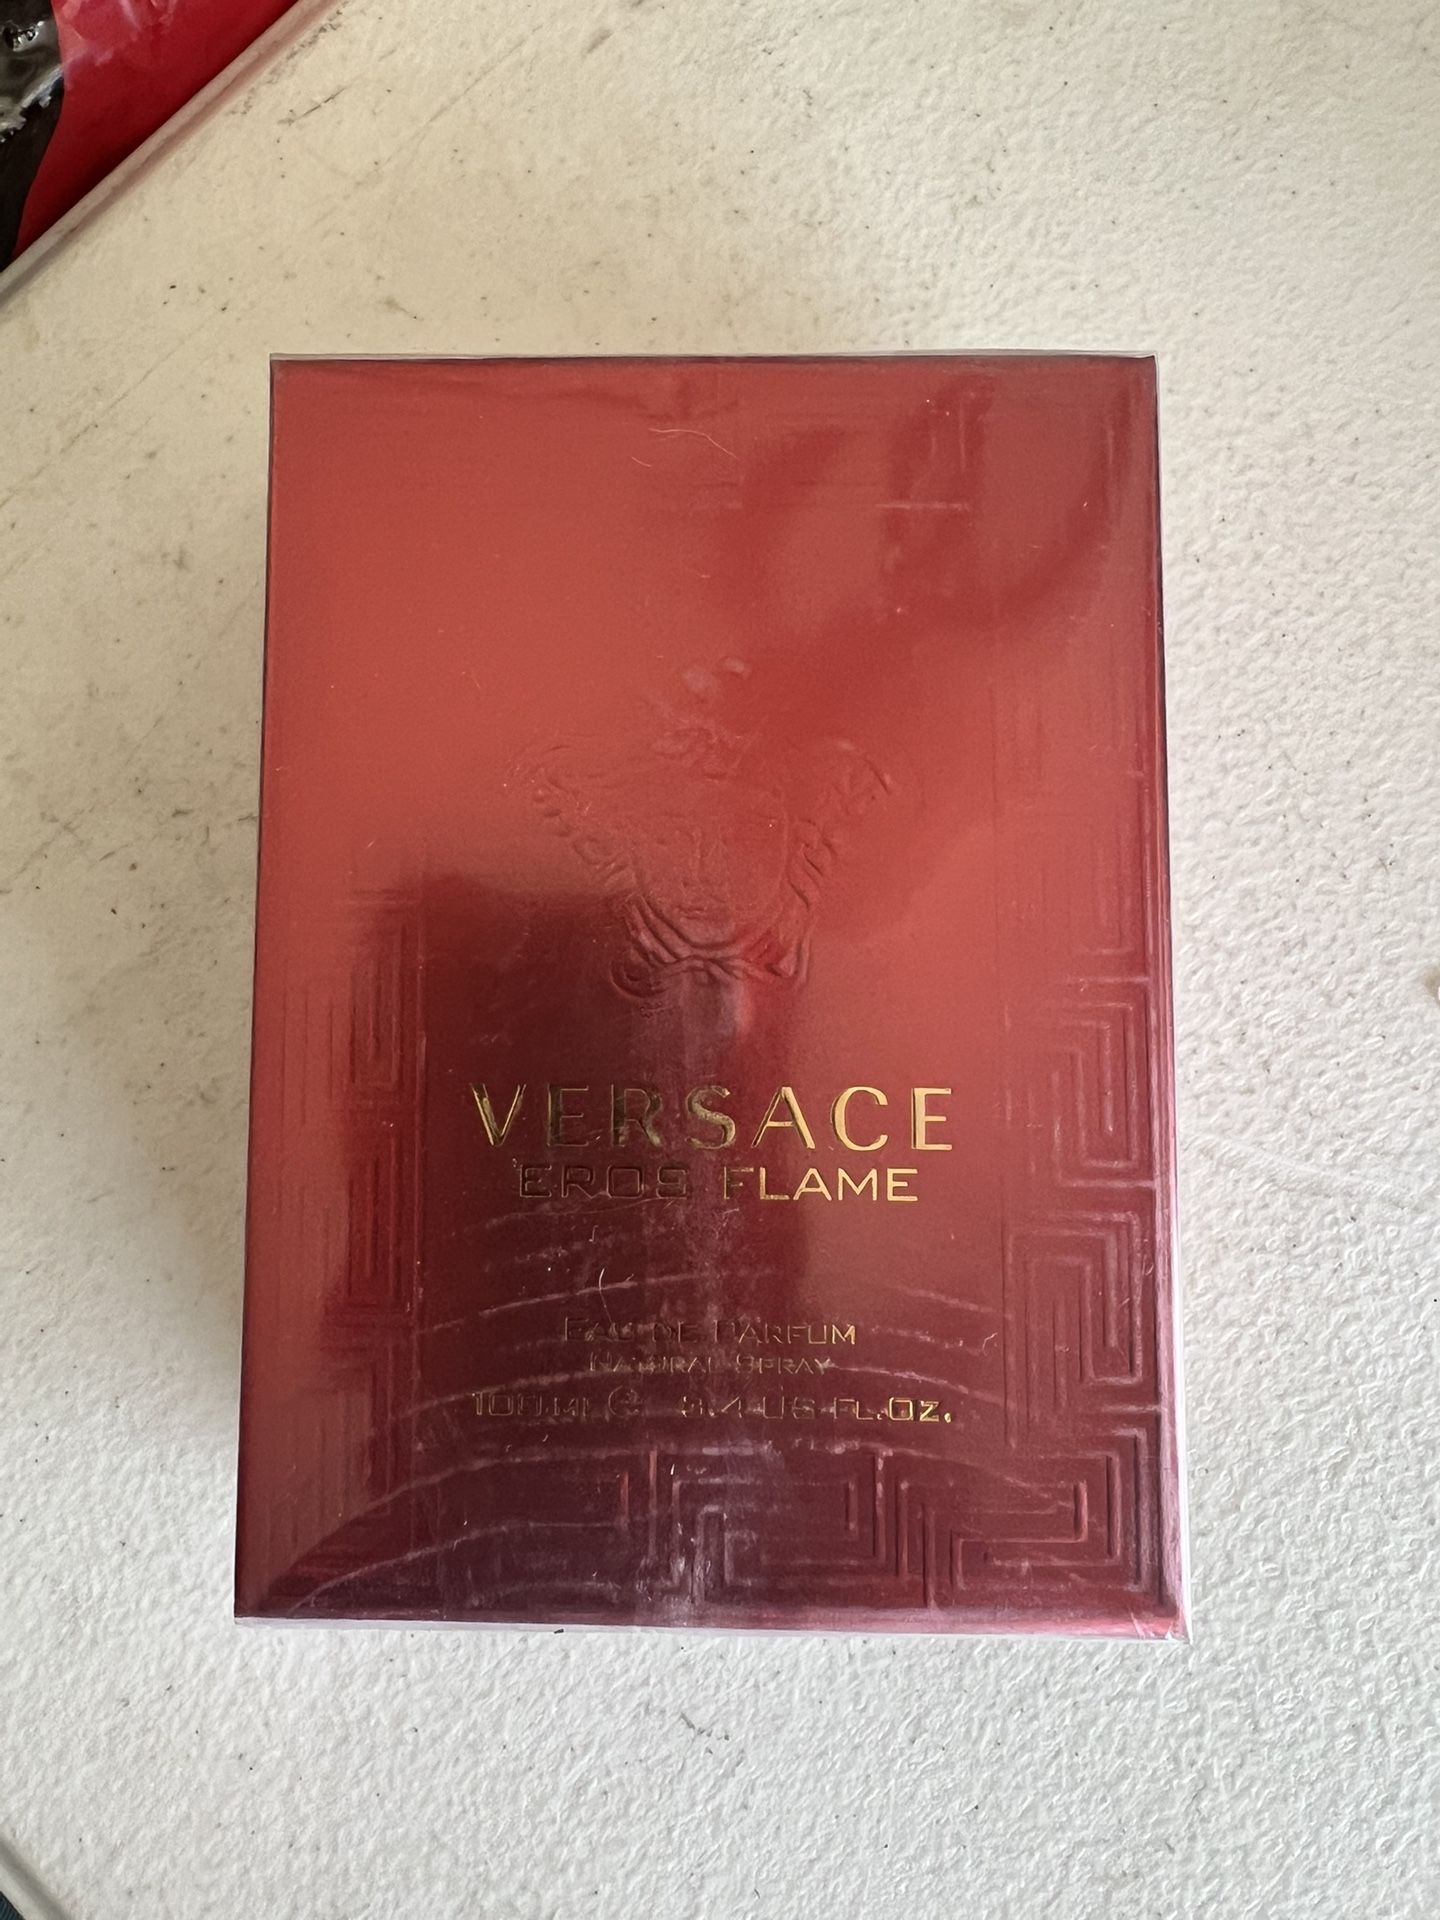 VERSACE
EROS FLAME
EAU DE PARFUM
NATURAL SPRAY
100 ML ℮ 3.4 US FL.OZ.